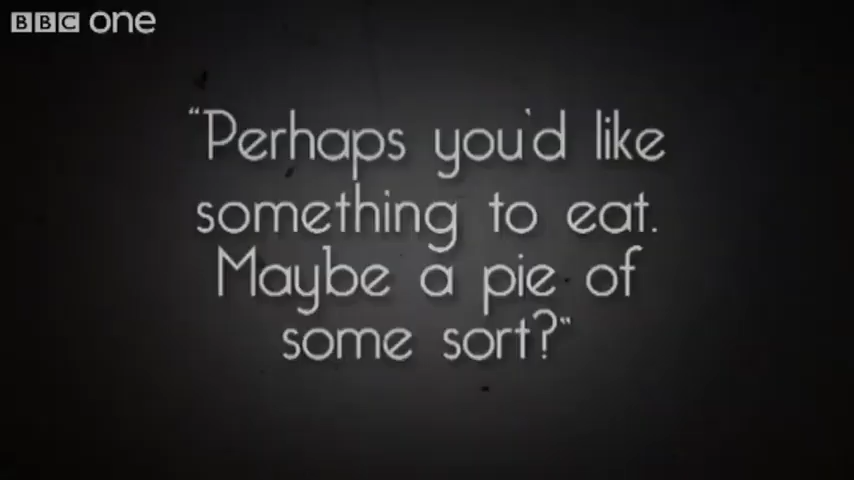 BBC one
"Perhaps you'd like
something to eat.
Maybe a pie of
some sort?"